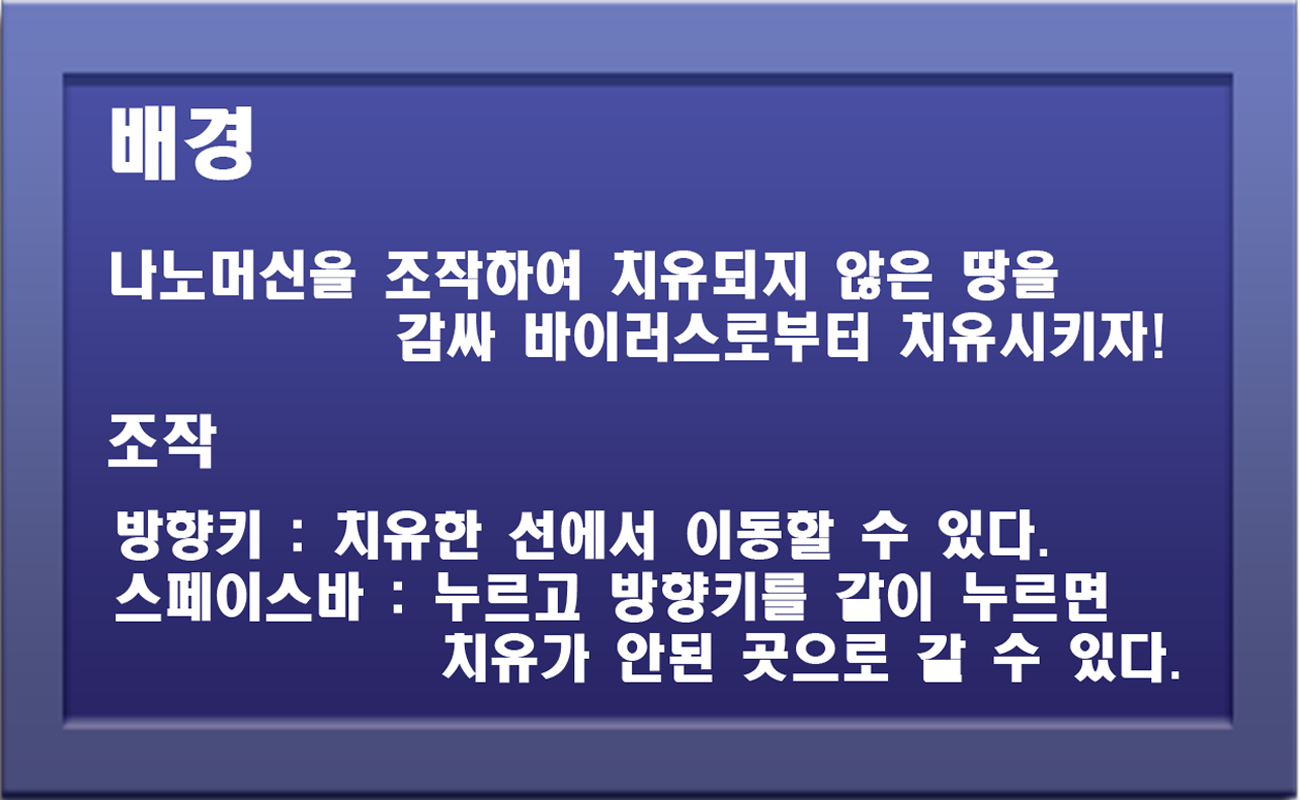 배경
나노머신을 조작하여 치유되지 않은 땅을
감싸 바이러스로부터 치유시키자!
조작
방향키 : 치유한 선에서 이동할 수 있다.
스페이스바 : 누르고 방향키를 같이 누르면
치유가 안된 곳으로 갈 수 있다.